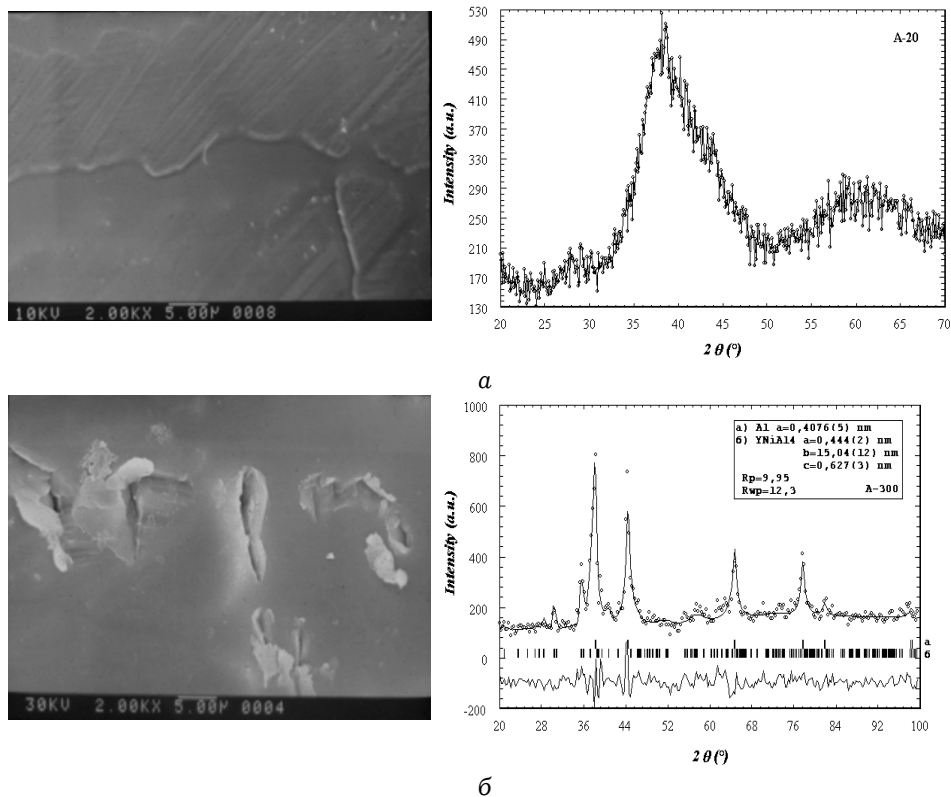 10KV 2.00KX 5.00μ 0008
530
490
450
410
370
330
290
250
210
170
130
Intensity (a.u.)
A-20
20 25 30 35 40 45 50 55 60 65 70
2 θ (°)
а
30KV 2.00KX 5.00μ 0004
1000
800
600
400
200
0
-200
Intensity (a.u.)
а) Al a=0,4076(5) nm
б) YNiAl4 a=0,444(2) nm
b=15,04(12) nm
c=0,627(3) nm
Rp=9,95
Rwp=12,3 A-300
а
б
20 28 36 44 52 60 68 76 84 92 100
2 θ (°)
б